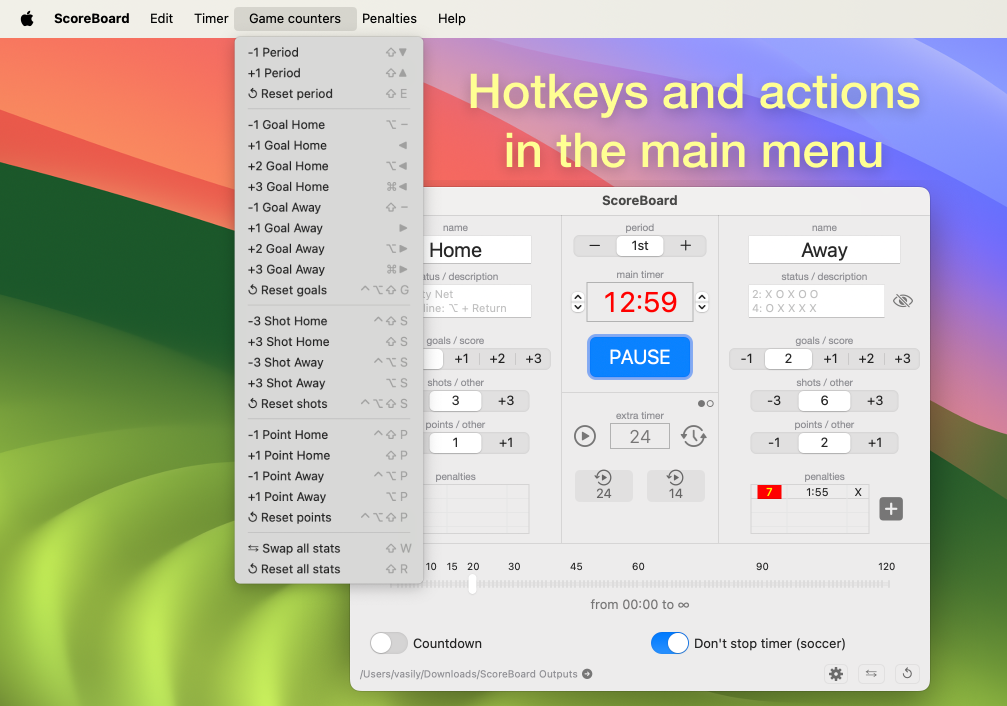 ScoreBoard Edit Timer Game counters Penalties Help
-1 Period ⇧▼
+1 Period ⇧▲
Reset period ⇧ E
-1 Goal Home ⌥ −
+1 Goal Home ◀
+2 Goal Home ⌥◀
+3 Goal Home ⌘◀
-1 Goal Away ⇧ −
+1 Goal Away ▶
+2 Goal Away ⌥▶
+3 Goal Away ⌘▶
Reset goals ^⌥⇧ G
-3 Shot Home ^⇧ S
+3 Shot Home ⇧ S
-3 Shot Away ^⌥ S
+3 Shot Away ⌥ S
Reset shots ^⌥⇧ S
-1 Point Home ^⇧ P
+1 Point Home ⇧ P
-1 Point Away ^⌥ P
+1 Point Away ⌥ P
Reset points ^⌥⇧ P
Swap all stats ⇧ W
Reset all stats ⇧ R
Hotkeys and actions
in the main menu
ScoreBoard
name
Home
/ description
Net
line: ⌥ + Return
goals / score
+1 +2 +3
shots / other
3 +3
points / other
1 +1
penalties
period
− 1st +
main timer
12:59
PAUSE
extra timer
24
24 14
name
Away
status / description
2: X O X O O
4: O X X X X
goals / score
-1 2 +1 +2 +3
shots / other
-3 6 +3
points / other
-1 2 +1
penalties
7 1:55 X
+
10 15 20 30 45 60 90 120
from 00:00 to ∞
Countdown
Don't stop timer (soccer)
/Users/vasily/Downloads/ScoreBoard Outputs